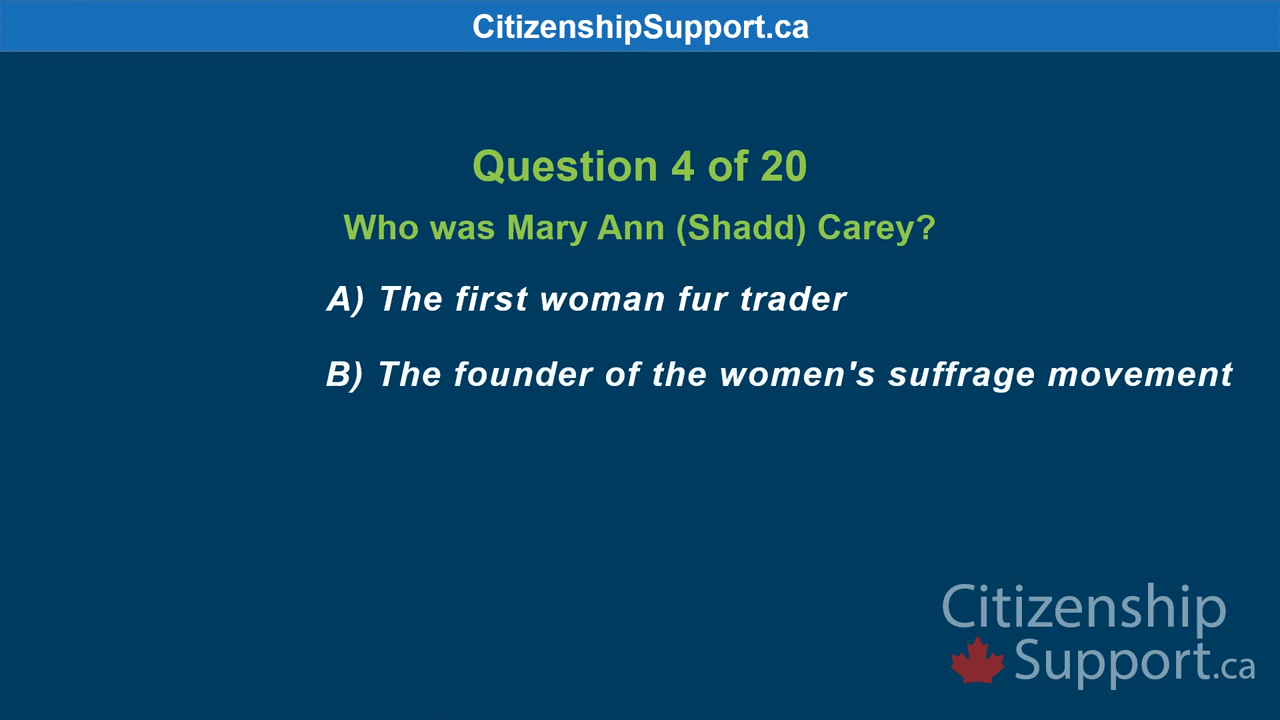 CitizenshipSupport.ca
Question 4 of 20
Who was Mary Ann (Shadd) Carey?
A) The first woman fur trader
B) The founder of the women's suffrage movement
Citizenship
Support.ca